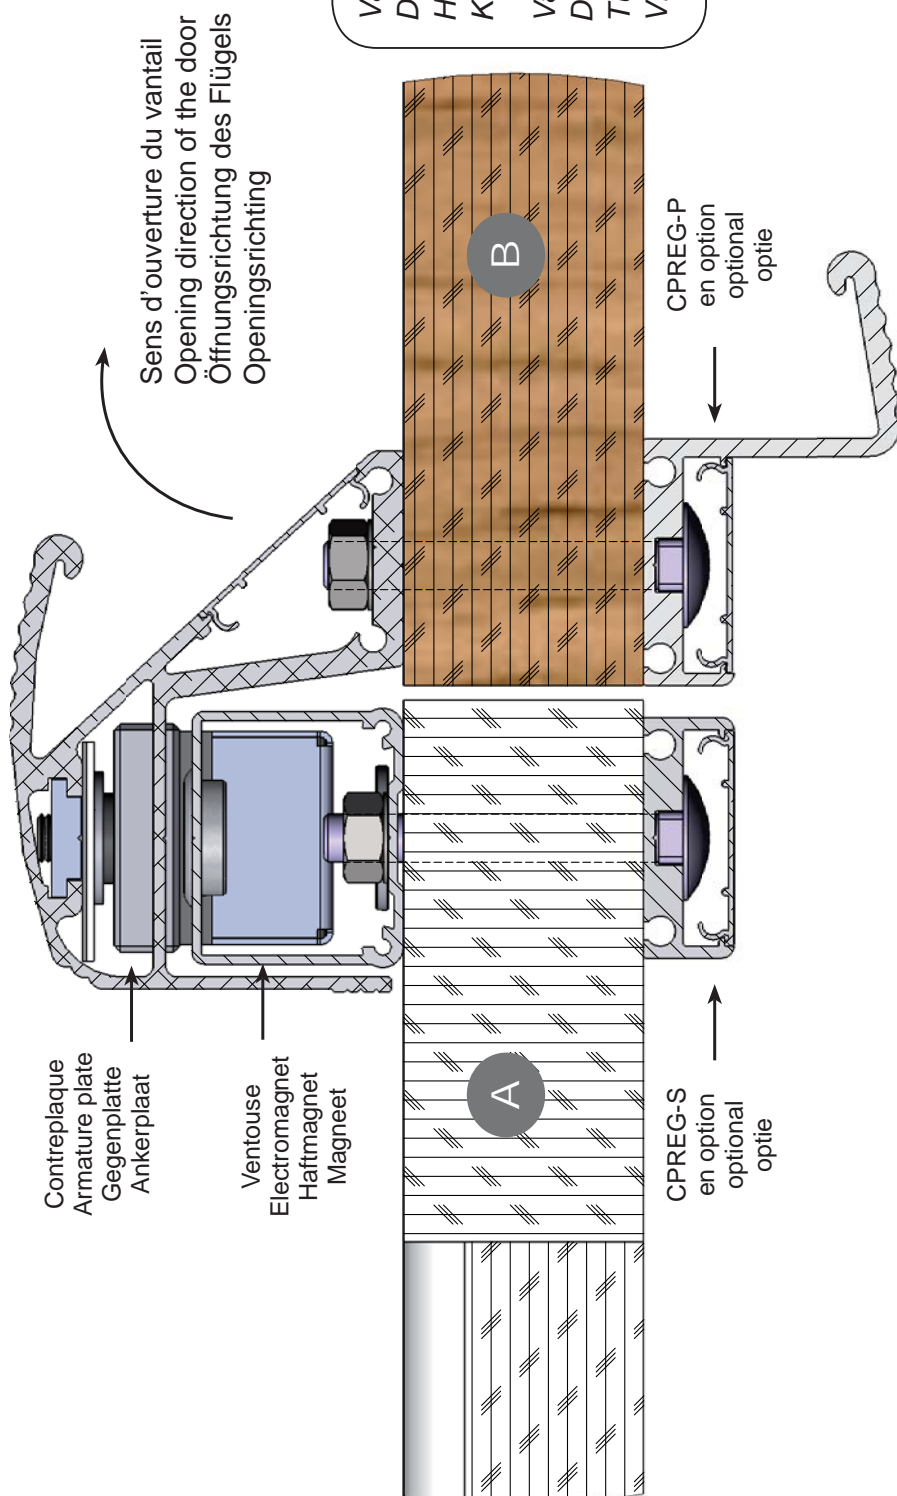 Sens d'ouverture du vantail
Opening direction of the door
Öffnungsrichtung des Flügels
Openingsrichting
Contreplaque
Armature plate
Gegenplatte
Ankerplaat
Ventouse
Electromagnet
Haftmagnet
Magneet
A
B
CPREG-S
en option
optional
optie
CPREG-P
en option
optional
optie